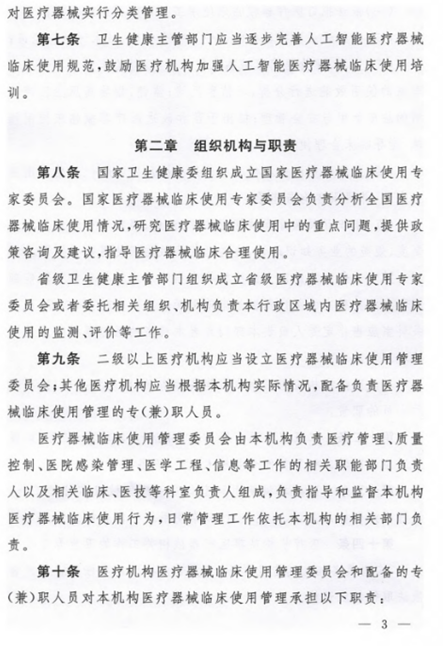 对医疗器械实行分类管理。
第七条 卫生健康主管部门应当逐步完善人工智能医疗器械
临床使用规范，鼓励医疗机构加强人工智能医疗器械临床使用培
训。
第二章 组织机构与职责
第八条 国家卫生健康委组织成立国家医疗器械临床使用专
家委员会。国家医疗器械临床使用专家委员会负责分析全国医疗
器械临床使用情况，研究医疗器械临床使用中的重点问题，提供政
策咨询及建议，指导医疗器械临床合理使用。
省级卫生健康主管部门组织成立省级医疗器械临床使用专家
委员会或者委托相关组织、机构负责本行政区域内医疗器械临床
使用的监测、评价等工作。
第九条 二级以上医疗机构应当设立医疗器械临床使用管理
委员会；其他医疗机构应当根据本机构实际情况，配备负责医疗器
械临床使用管理的专（兼）职人员。
医疗器械临床使用管理委员会由本机构负责医疗管理、质量
控制、医院感染管理、医学工程、信息等工作的相关职能部门负责
人以及相关临床、医技等科室负责人组成，负责指导和监督本机构
医疗器械临床使用行为，日常管理工作依托本机构的相关部门负
责。
第十条 医疗机构医疗器械临床使用管理委员会和配备的专
（兼）职人员对本机构医疗器械临床使用管理承担以下职责：
— 3 —